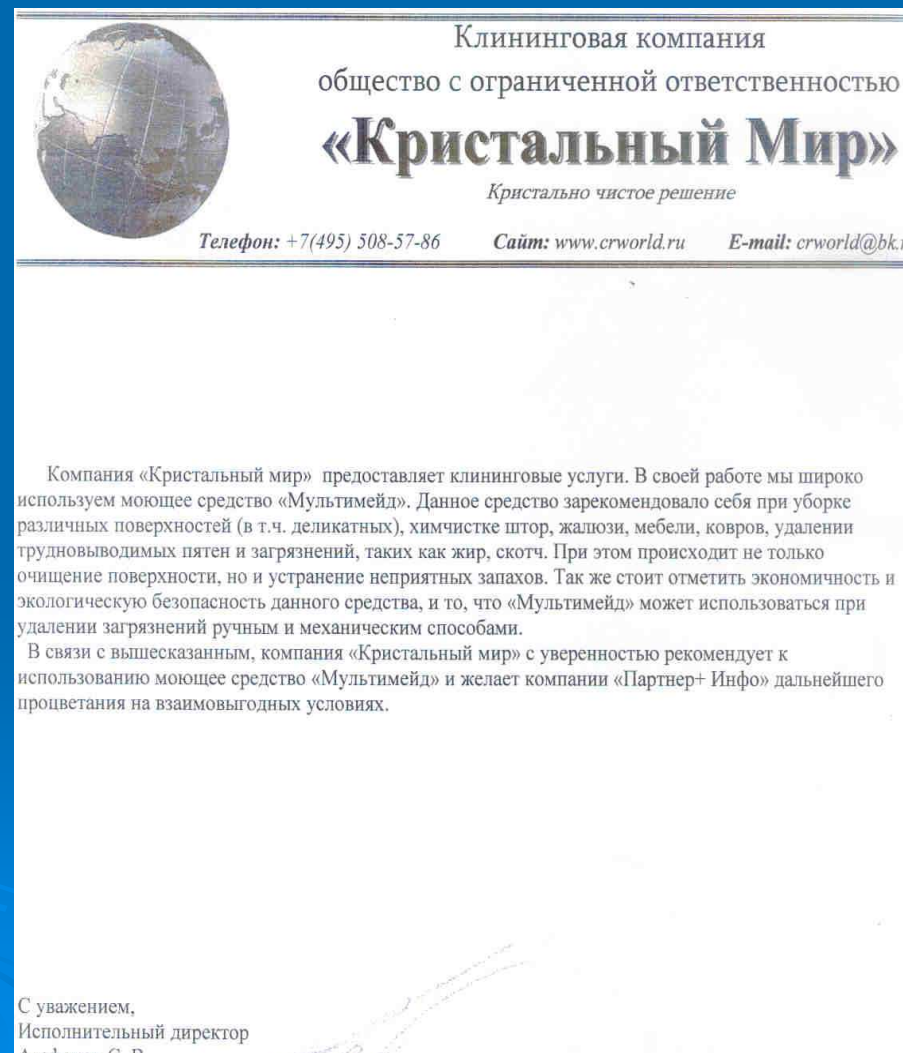 Клининговая компания
общество с ограниченной ответственностью
«Кристальный Мир»
Кристально чистое решение
Телефон: +7(495) 508-57-86 Сайт: www.crworld.ru E-mail: crworld@bk.
Компания «Кристальный мир» предоставляет клининговые услуги. В своей работе мы широко
используем моющее средство «Мультимейд». Данное средство зарекомендовало себя при уборке
различных поверхностей (в т.ч. деликатных), химчистке штор, жалюзи, мебели, ковров, удалении
трудновыводимых пятен и загрязнений, таких как жир, скотч. При этом происходит не только
очищение поверхности, но и устранение неприятных запахов. Так же стоит отметить экономичность и
экологическую безопасность данного средства, и то, что «Мультимейд» может использоваться при
удалении загрязнений ручным и механическим способами.
В связи с вышесказанным, компания «Кристальный мир» с уверенностью рекомендует к
использованию моющее средство «Мультимейд» и желает компании «Партнер+ Инфо» дальнейшего
процветания на взаимовыгодных условиях.
С уважением,
Исполнительный директор